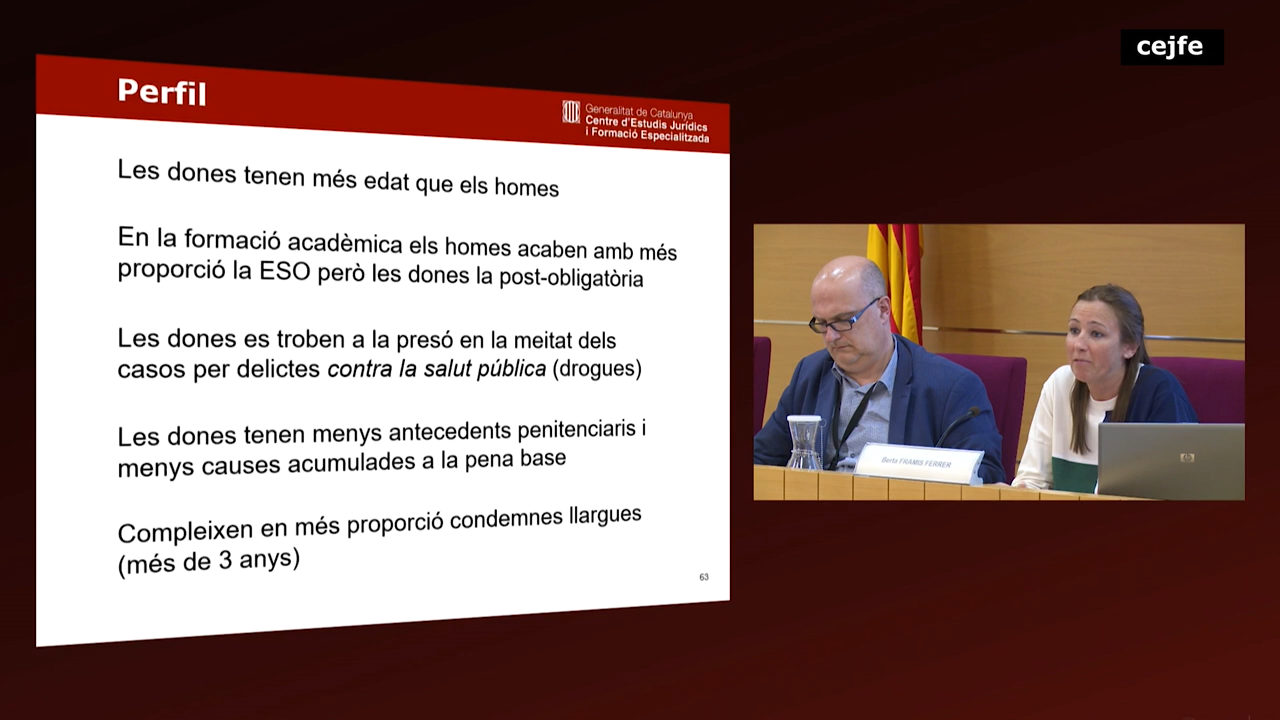 cejfe
Perfil
Generalitat de Catalunya
Centre d'Estudis Jurídics
i Formació Especialitzada
Les dones tenen més edat que els homes
En la formació acadèmica els homes acaben amb més
proporció la ESO però les dones la post-obligatòria
Les dones es troben a la presó en la meitat dels
casos per delictes contra la salut pública (drogues)
Les dones tenen menys antecedents penitenciaris i
menys causes acumulades a la pena base
Compleixen en més proporció condemnes llargues
(més de 3 anys)
63
Berta FRAMIS FERRER
hp